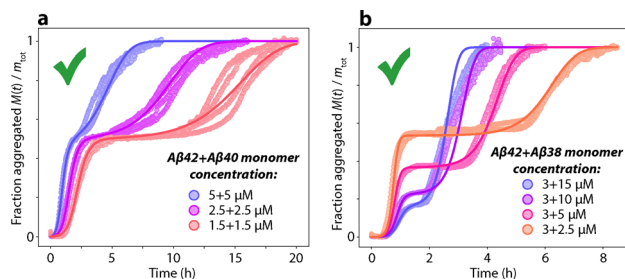 a
Fraction aggregated M(t) / mtot
1
0
0
5
10
15
20
Time (h)
Aβ42+Aβ40 monomer
concentration:
5+5 μM
2.5+2.5 μM
1.5+1.5 μM
b
Fraction aggregated M(t) / mtot
1
0
0
2
4
6
8
Time (h)
Aβ42+Aβ38 monomer
concentration:
3+15 μM
3+10 μM
3+5 μM
3+2.5 μM